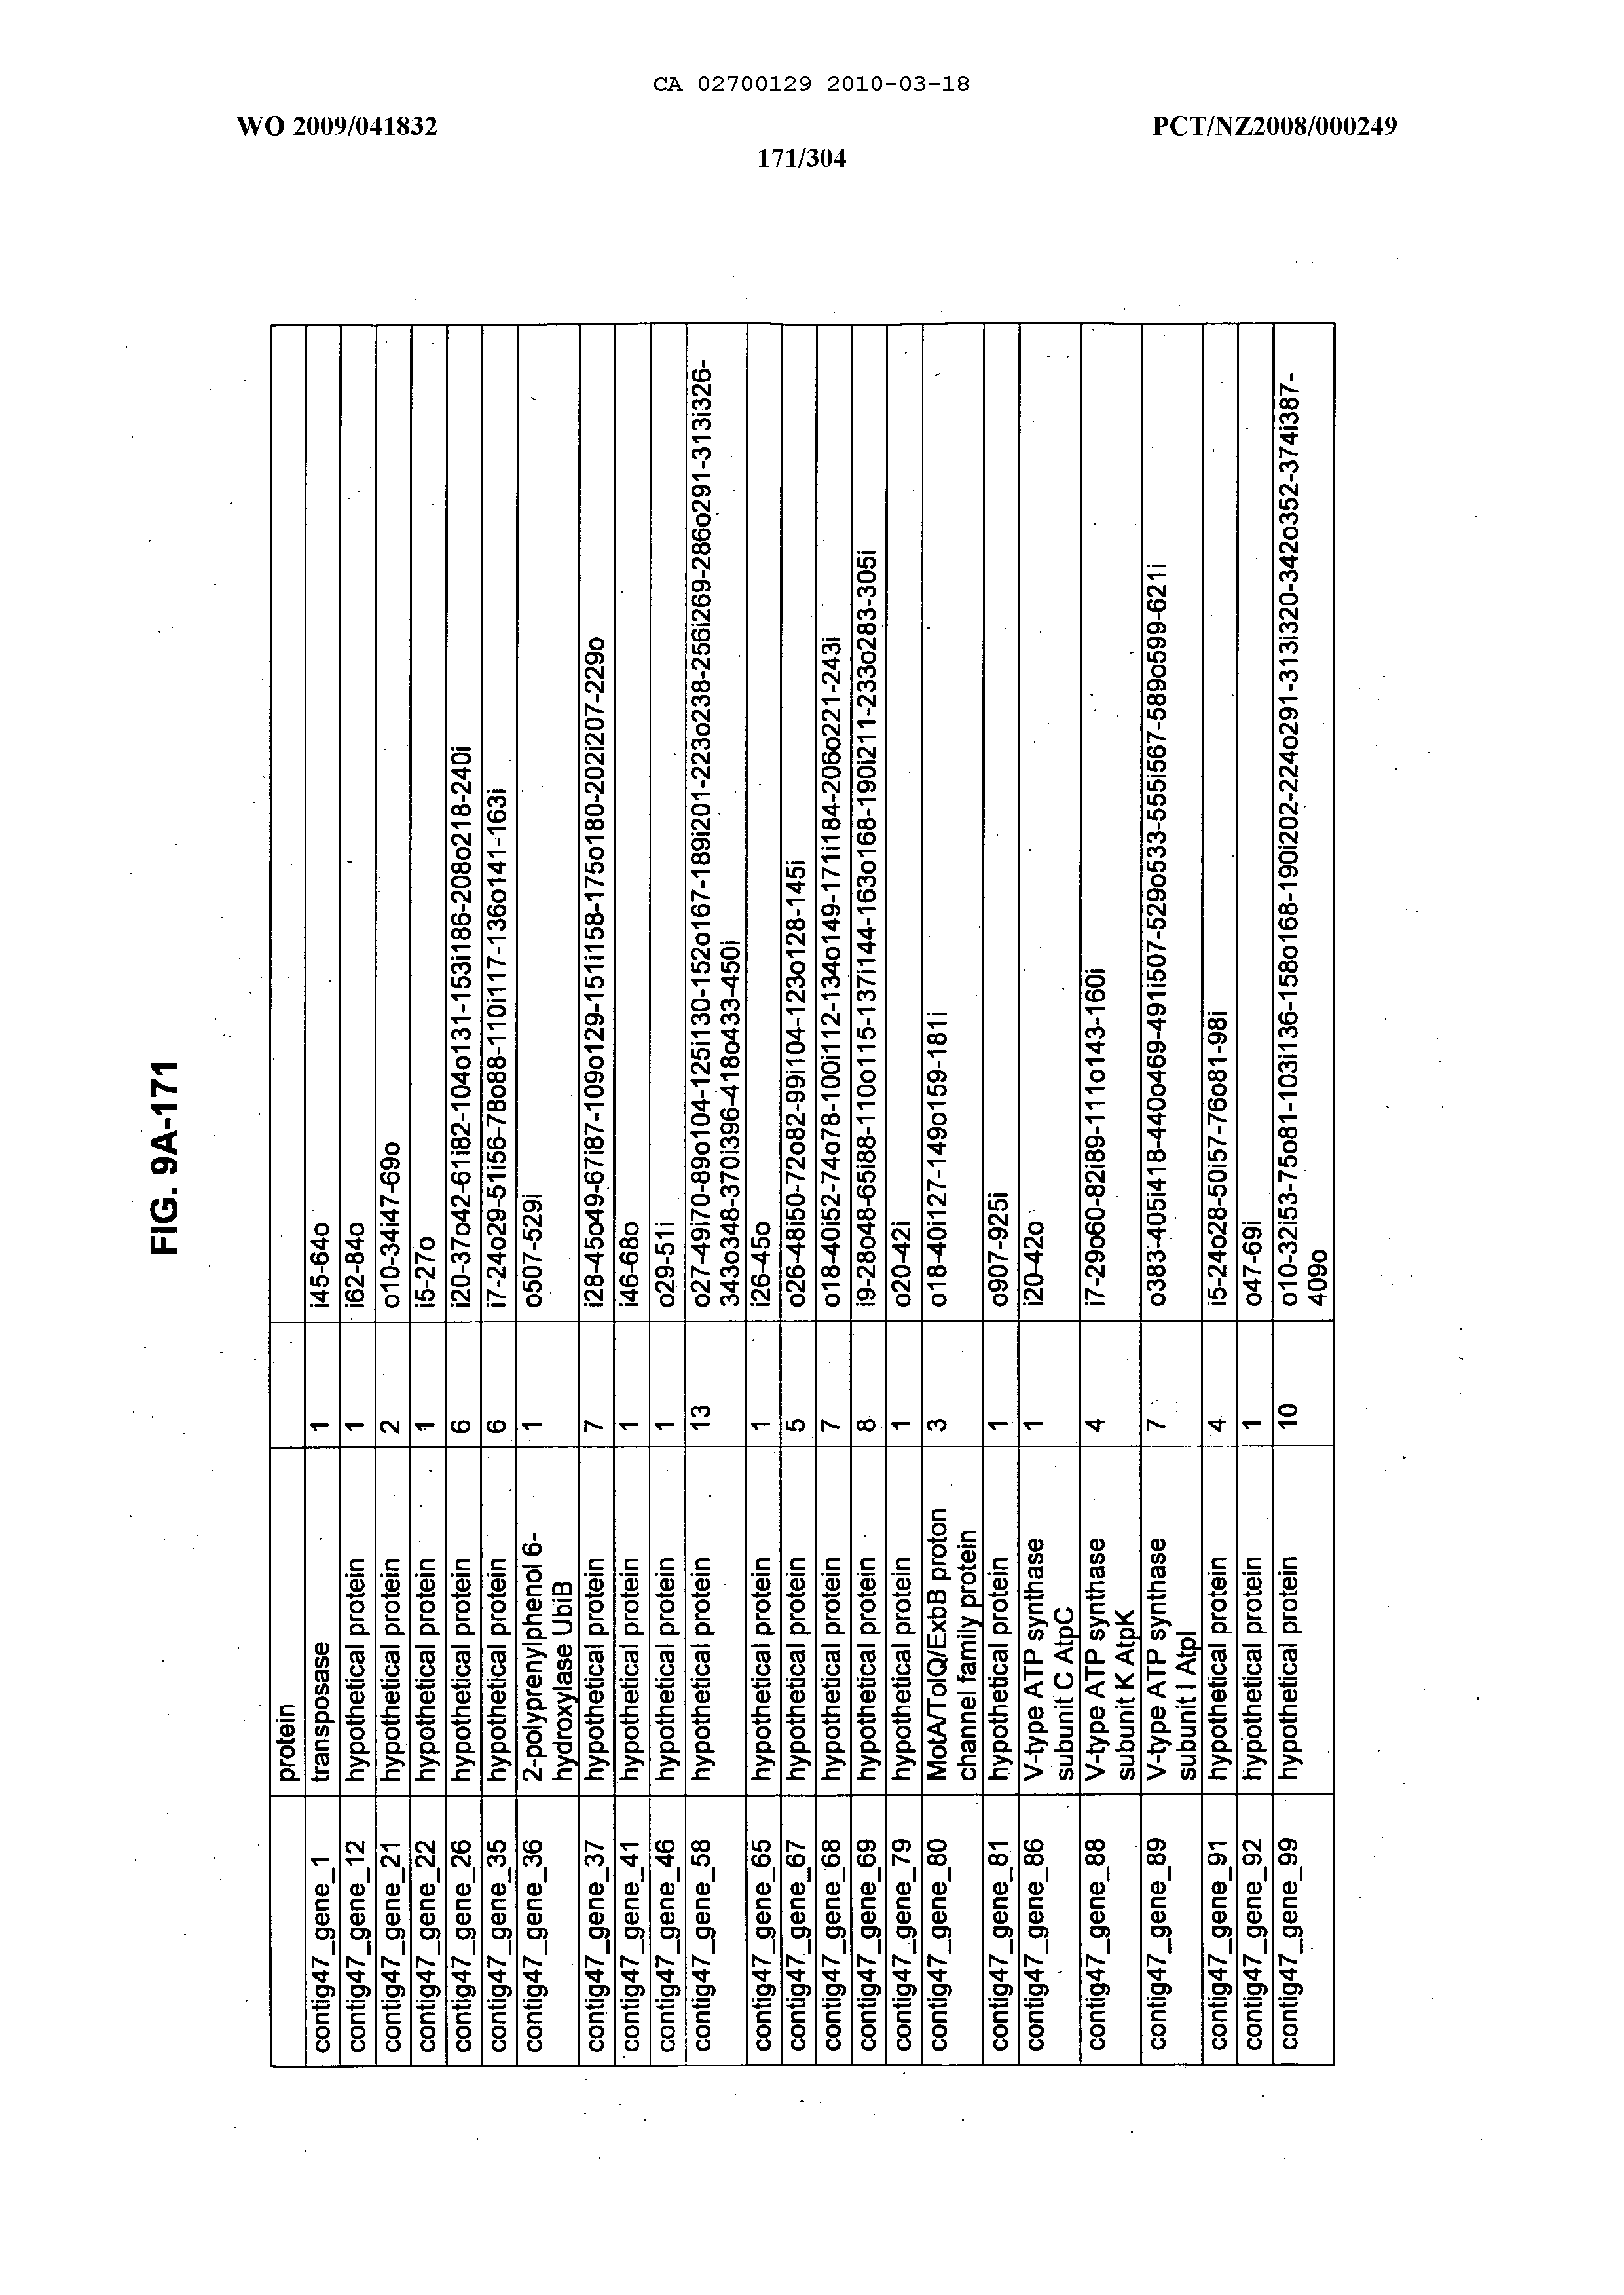 CA 02700129 2010-03-18
WO 2009/041832 PCT/NZ2008/000249
171/304
FIG. 9A-171
protein
contig47_gene_1 transposase 1 i45-64o
contig47_gene_12 hypothetical protein 1 i62-84o
contig47_gene_21 hypothetical protein 2 o10-34i47-69o
contig47_gene_22 hypothetical protein 1 i5-27o
contig47_gene_26 hypothetical protein 6 i20-37o42-61i82-104o131-153i186-208o218-240i
contig47_gene_35 hypothetical protein 6 i7-24o29-51i56-78o88-110i117-136o141-163i
contig47_gene_36 2-polyprenylphenol 6- 1 o507-529i
hydroxylase UbiB
contig47_gene_37 hypothetical protein 7 i28-45o49-67i87-109o129-151i158-175o180-202i207-229o
contig47_gene_41 hypothetical protein 1 i46-68o
contig47_gene_46 hypothetical protein 1 o29-51i
contig47_gene_58 hypothetical protein 13 o27-49i70-89o104-125i130-152o167-189i201-223o238-256i269-286o291-313i326-
343o348-370i396-418o433-450i
contig47_gene_65 hypothetical protein 1 i26-45o
contig47_gene_67 hypothetical protein 5 o26-48i50-72o82-99i104-123o128-145i
contig47_gene_68 hypothetical protein 7 o18-40i52-74o78-100i112-134o149-171i184-206o221-243i
contig47_gene_69 hypothetical protein 8 i9-28o48-65i88-110o115-137i144-163o168-190i211-233o283-305i
contig47_gene_79 hypothetical protein 1 o20-42i
contig47_gene_80 MotA/TolQ/ExbB proton 3 o18-40i127-149o159-181i
channel family protein
contig47_gene_81 hypothetical protein 1 o907-925i
contig47_gene_86 V-type ATP synthase 1 i20-42o
subunit C AtpC
contig47_gene_88 V-type ATP synthase 4 i7-29o60-82i89-111o143-160i
subunit K AtpK
contig47_gene_89 V-type ATP synthase 7 o383-405i418-440o469-491i507-529o533-555i567-589o599-621i
subunit I AtpI
contig47_gene_91 hypothetical protein 4 i5-24o28-50i57-76o81-98i
contig47_gene_92 hypothetical protein 1 o47-69i
contig47_gene_99 hypothetical protein 10 o10-32i53-75o81-103i136-158o168-190i202-224o291-313i320-342o352-374i387-
409o